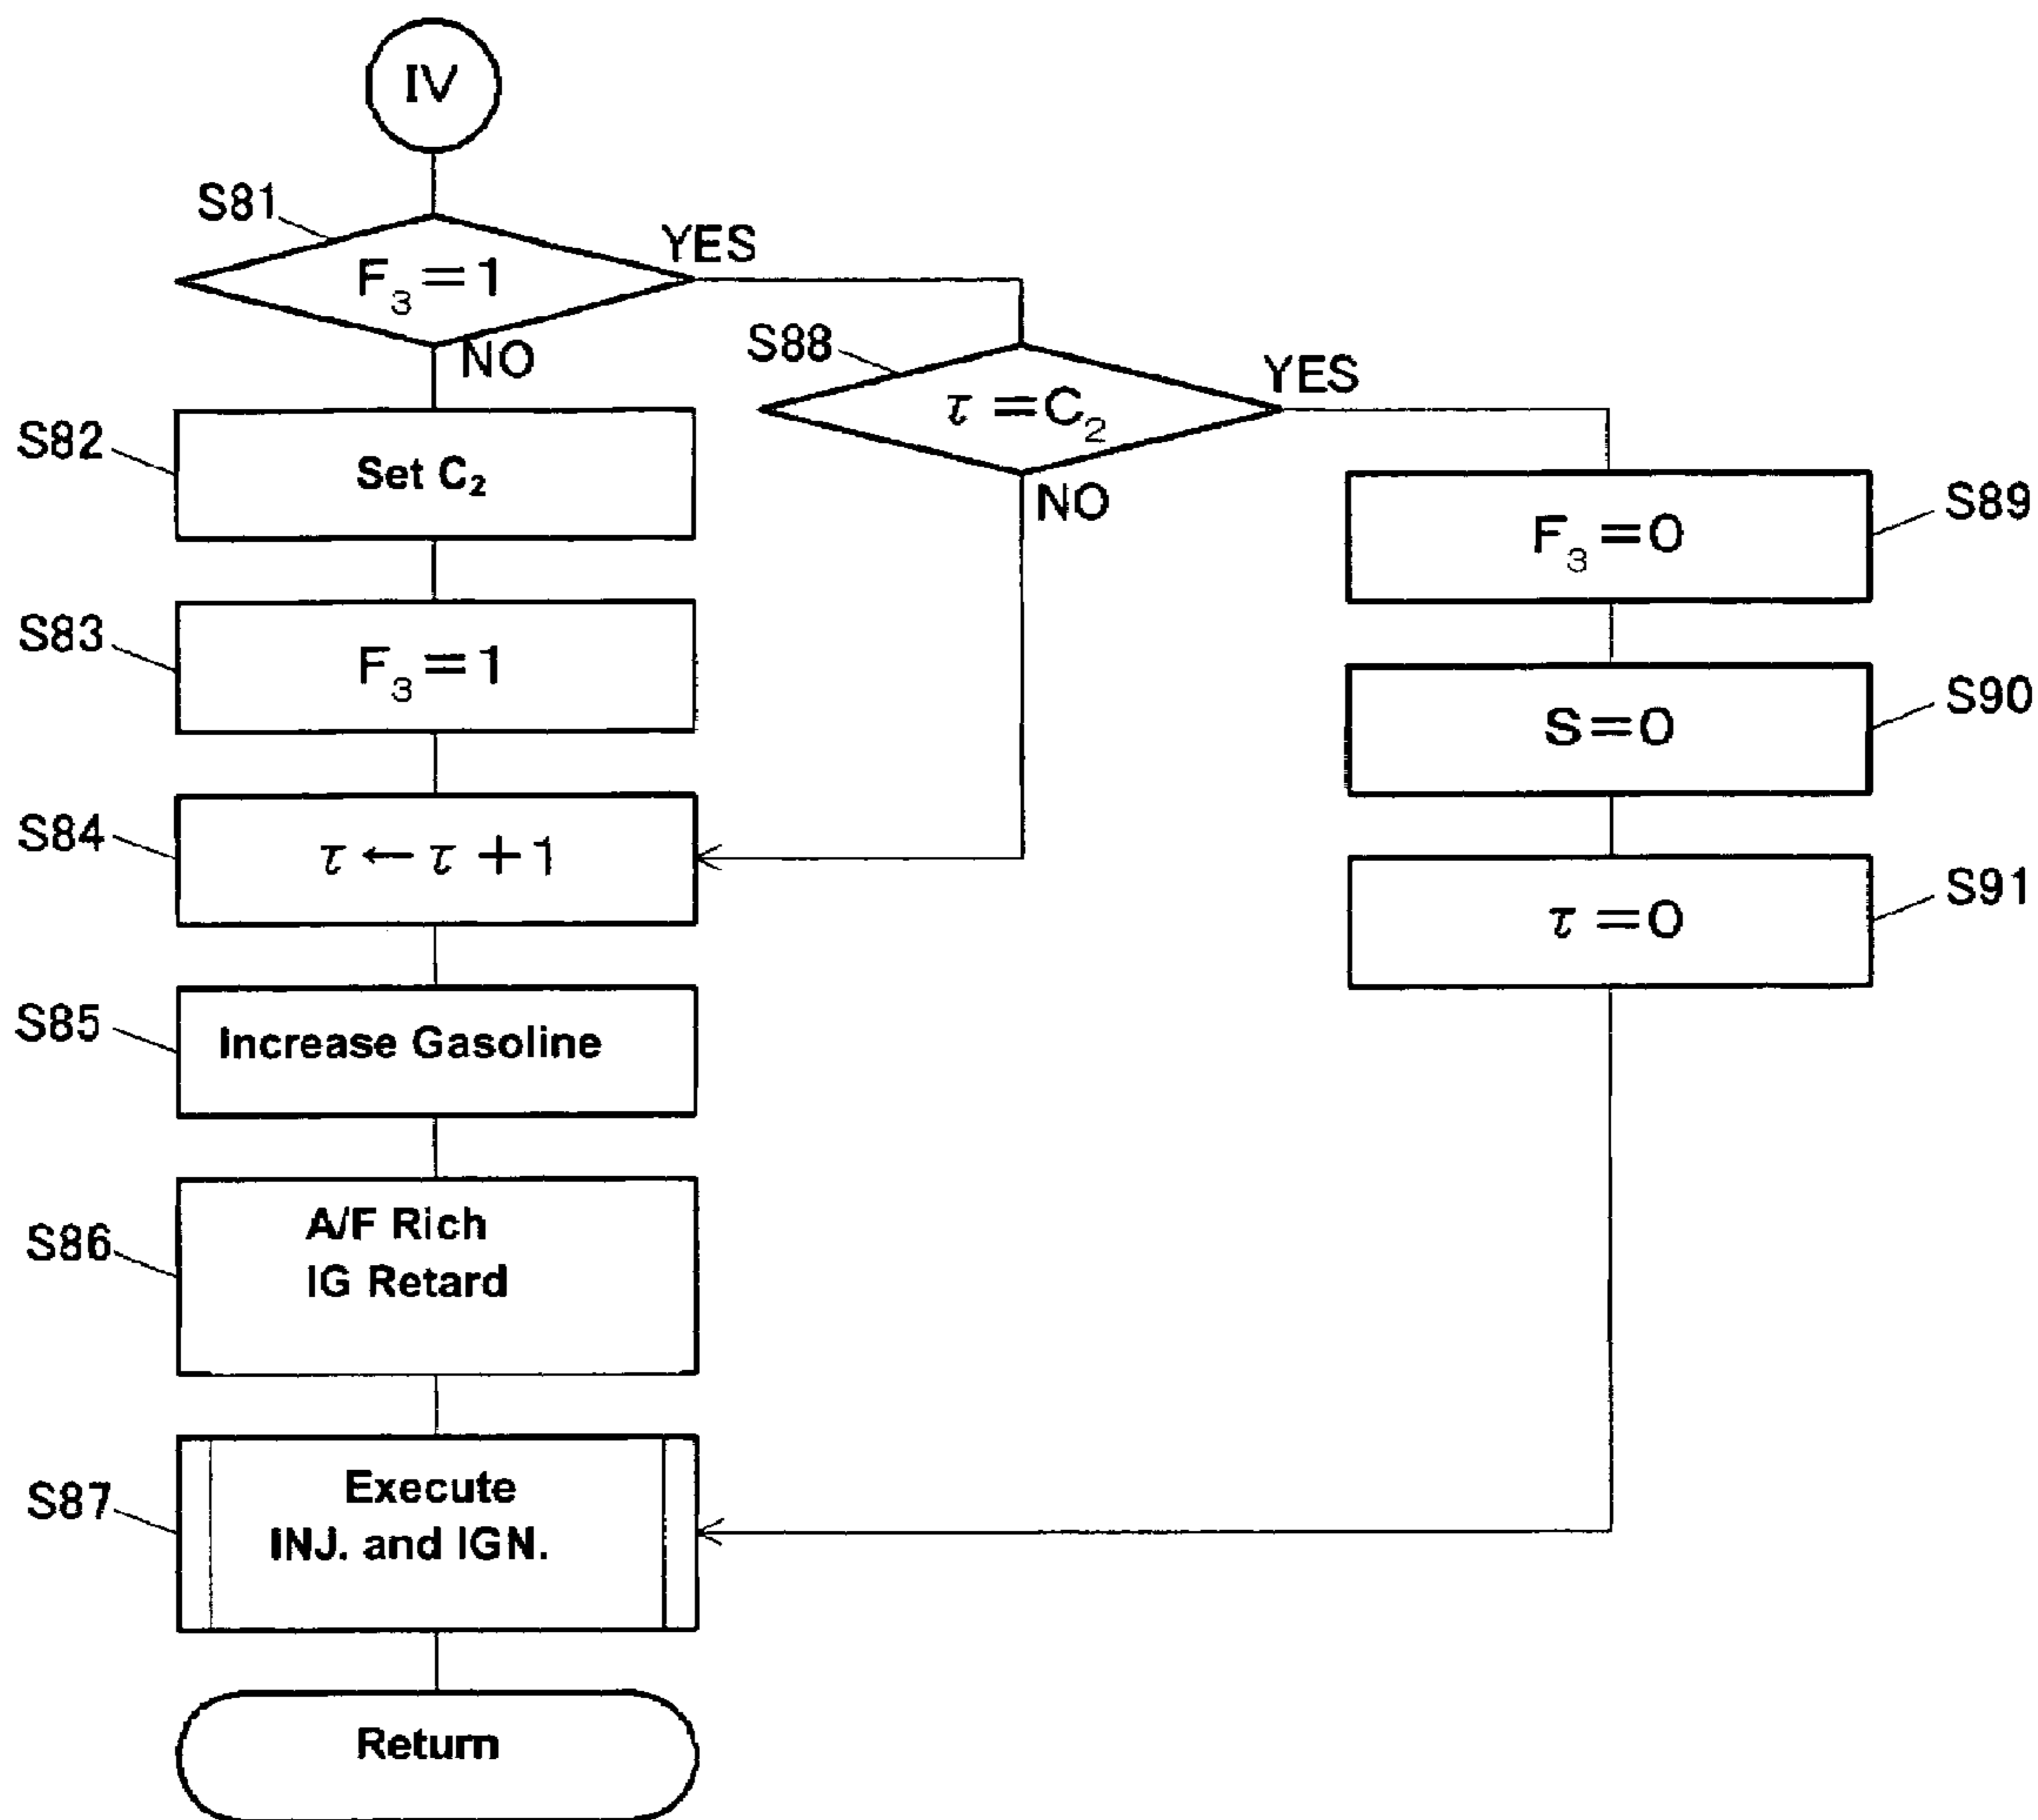 IV
S81
F₃=1
YES
NO
S88
τ=C₂
YES
NO
S82
Set C₂
S83
F₃=1
S84
τ←τ+1
S85
Increase Gasoline
S86
A/F Rich
IG Retard
S87
Execute
INJ. and IGN.
Return
S89
F₃=0
S90
S=0
S91
τ=0